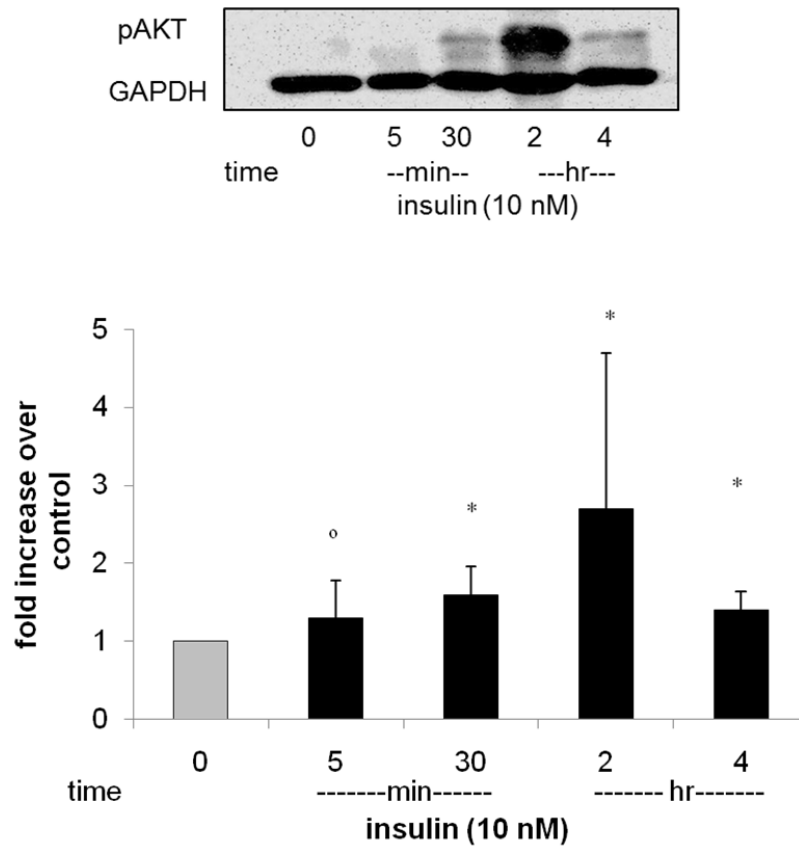 pAKT
GAPDH
0 5 30 2 4
time --min-- ---hr---
insulin (10 nM)
fold increase over
control
5
4
3
2
1
0
*
*
*
o
0 5 30 2 4
time -------min------ ------- hr-------
insulin (10 nM)